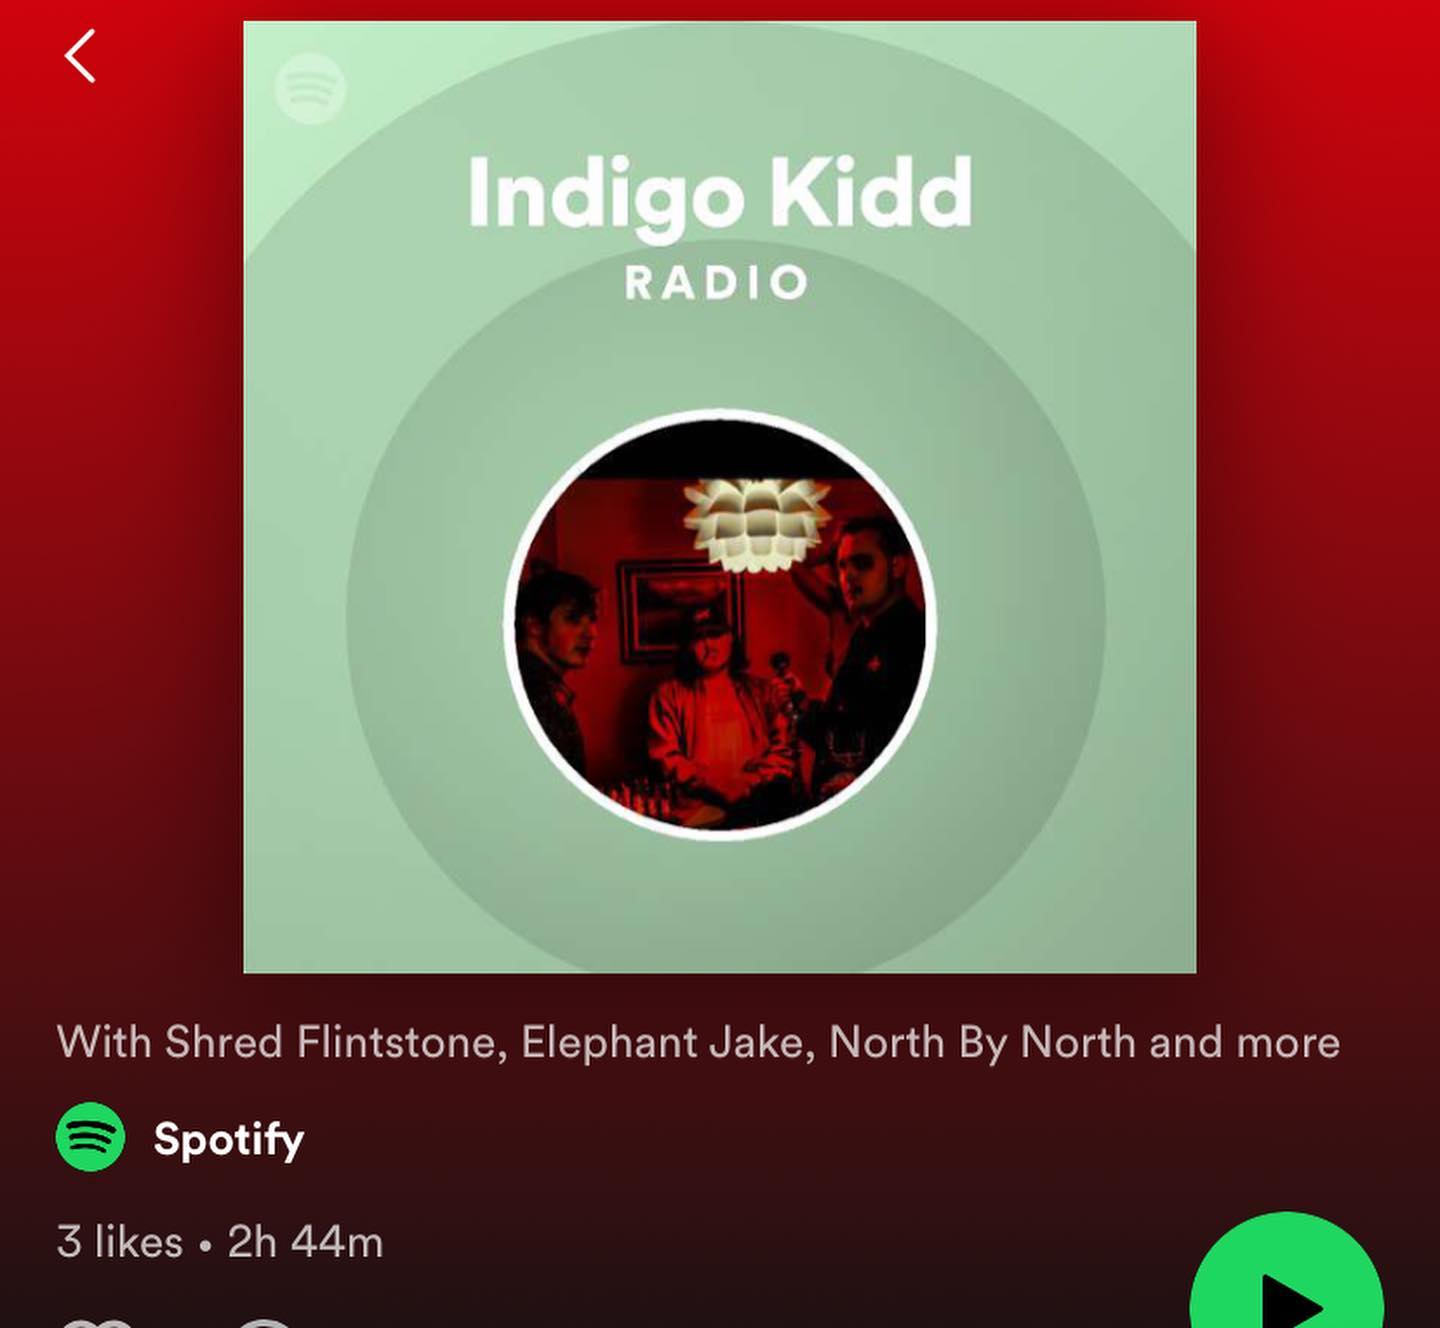 Indigo Kidd
RADIO
With Shred Flintstone, Elephant Jake, North By North and more
Spotify
3 likes • 2h 44m